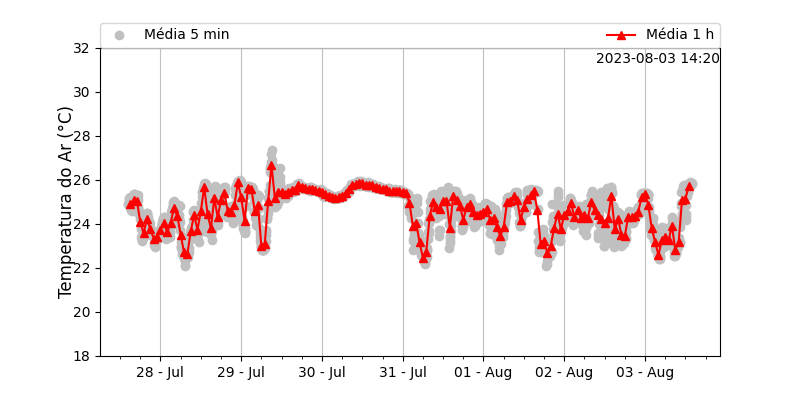 Média 5 min
Média 1 h
2023-08-03 14:20
Temperatura do Ar (°C)
32
30
28
26
24
22
20
18
28 - Jul
29 - Jul
30 - Jul
31 - Jul
01 - Aug
02 - Aug
03 - Aug